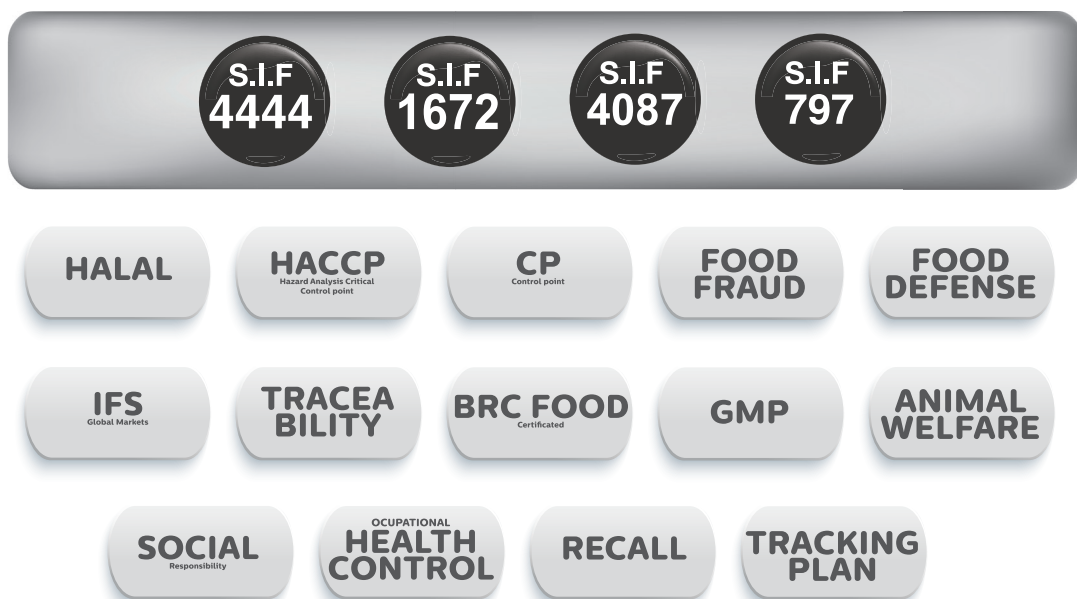 S.I.F
4444
S.I.F
1672
S.I.F
4087
S.I.F
797
HALAL
HACCP
Hazard Analysis Critical
Control point
CP
Control point
FOOD
FRAUD
FOOD
DEFENSE
IFS
Global Markets
TRACEA
BILITY
BRC FOOD
Certificated
GMP
ANIMAL
WELFARE
SOCIAL
Responsibility
OCUPATIONAL
HEALTH
CONTROL
RECALL
TRACKING
PLAN